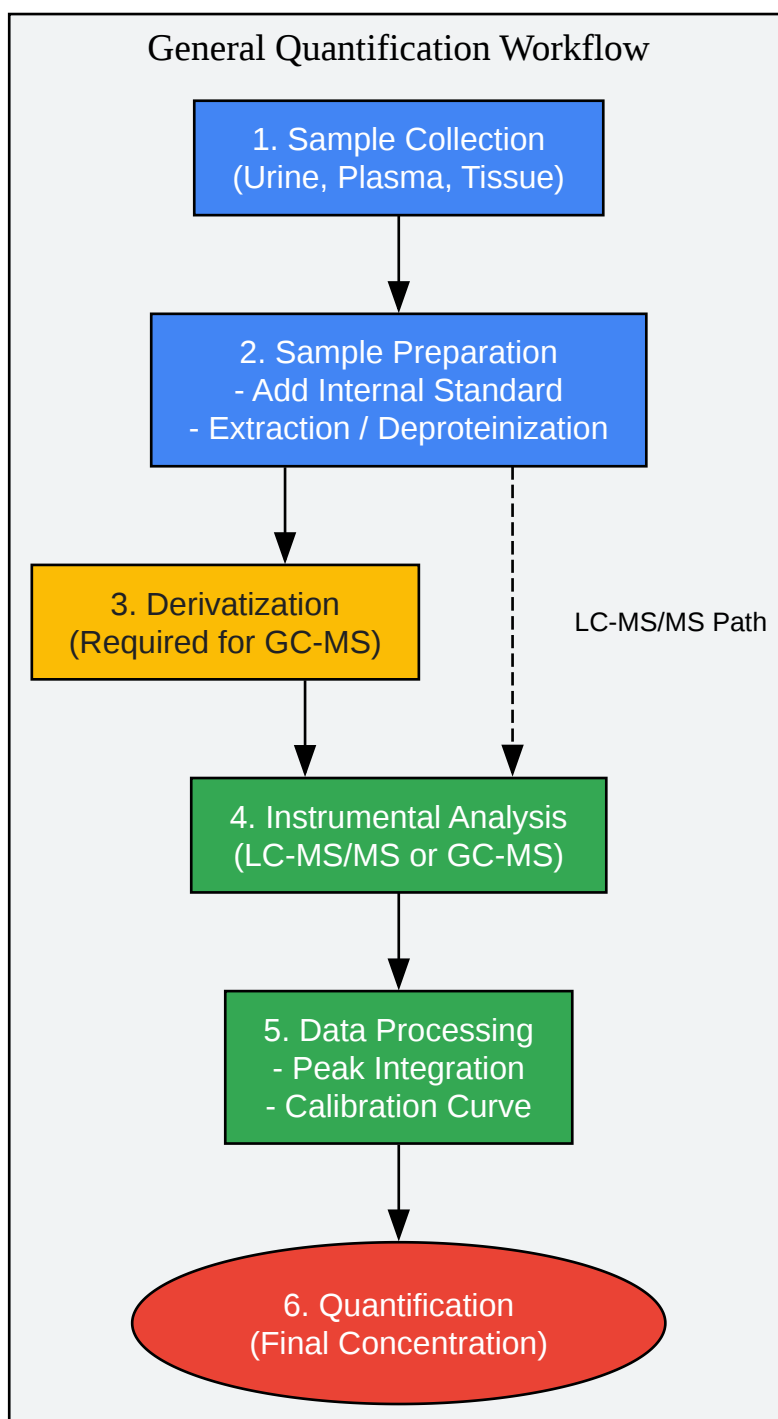 General Quantification Workflow
1. Sample Collection
(Urine, Plasma, Tissue)
2. Sample Preparation
- Add Internal Standard
- Extraction / Deproteinization
3. Derivatization
(Required for GC-MS)
LC-MS/MS Path
4. Instrumental Analysis
(LC-MS/MS or GC-MS)
5. Data Processing
- Peak Integration
- Calibration Curve
6. Quantification
(Final Concentration)